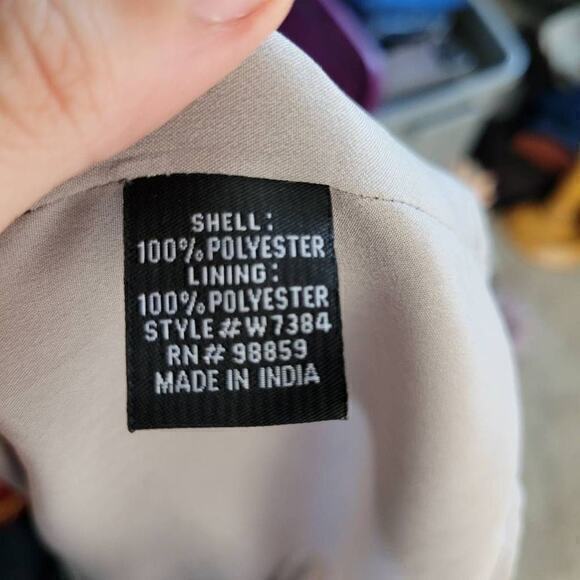 SHELL:
100% POLYESTER
LINING:
100% POLYESTER
STYLE # W7384
RN # 98859
MADE IN INDIA